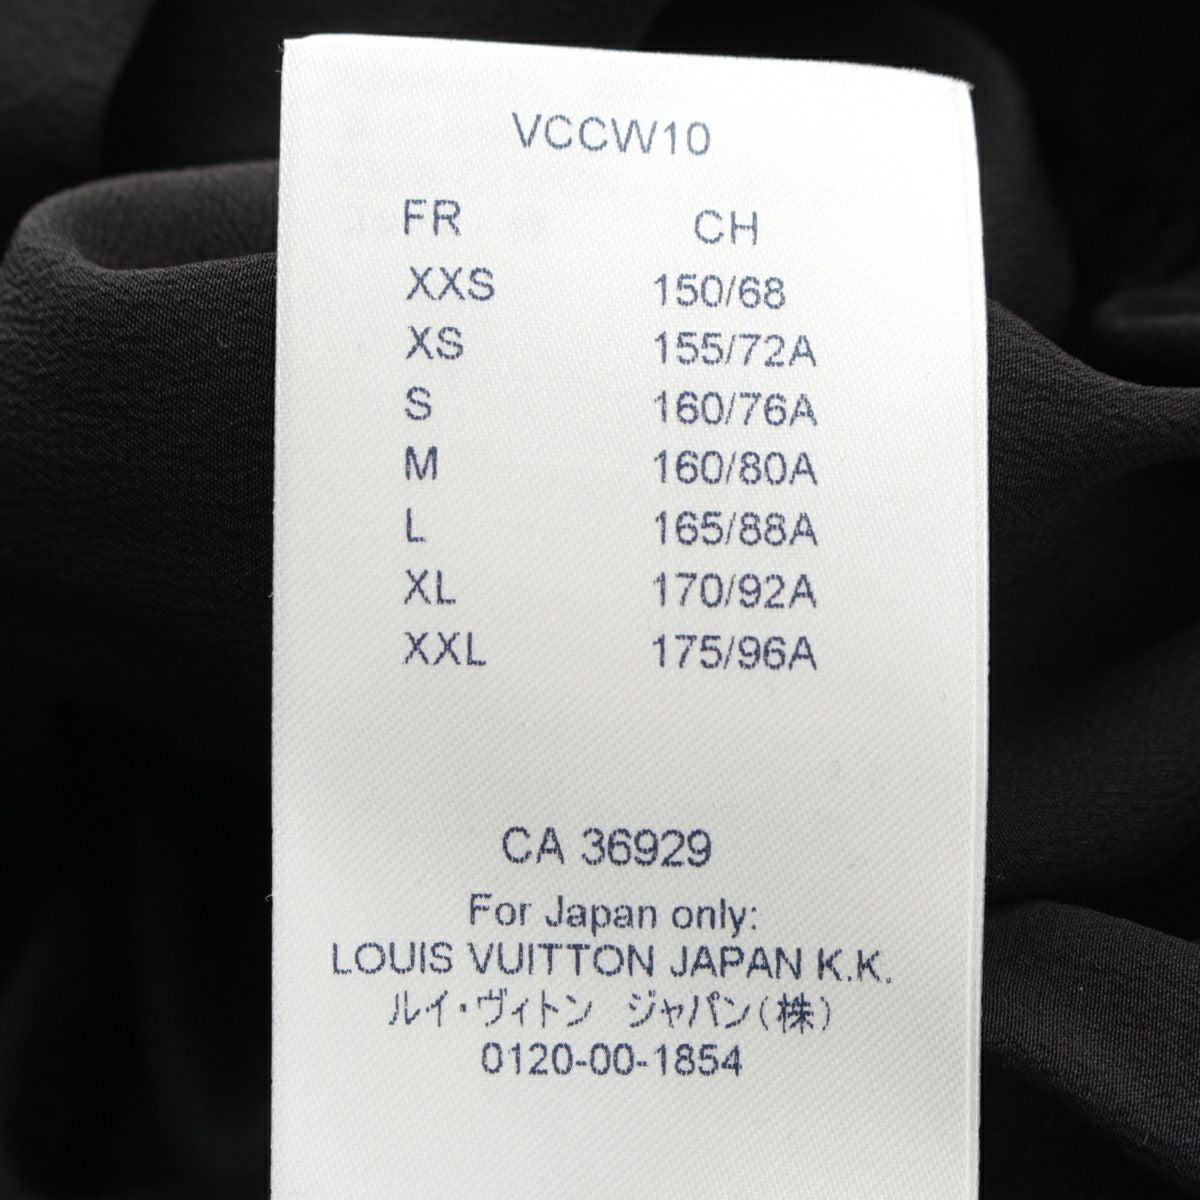 VCCW10
FR CH
XXS 150/68
XS 155/72A
S 160/76A
M 160/80A
L 165/88A
XL 170/92A
XXL 175/96A
CA 36929
For Japan only:
LOUIS VUITTON JAPAN K.K.
ルイ・ヴィトン ジャパン(株)
0120-00-1854